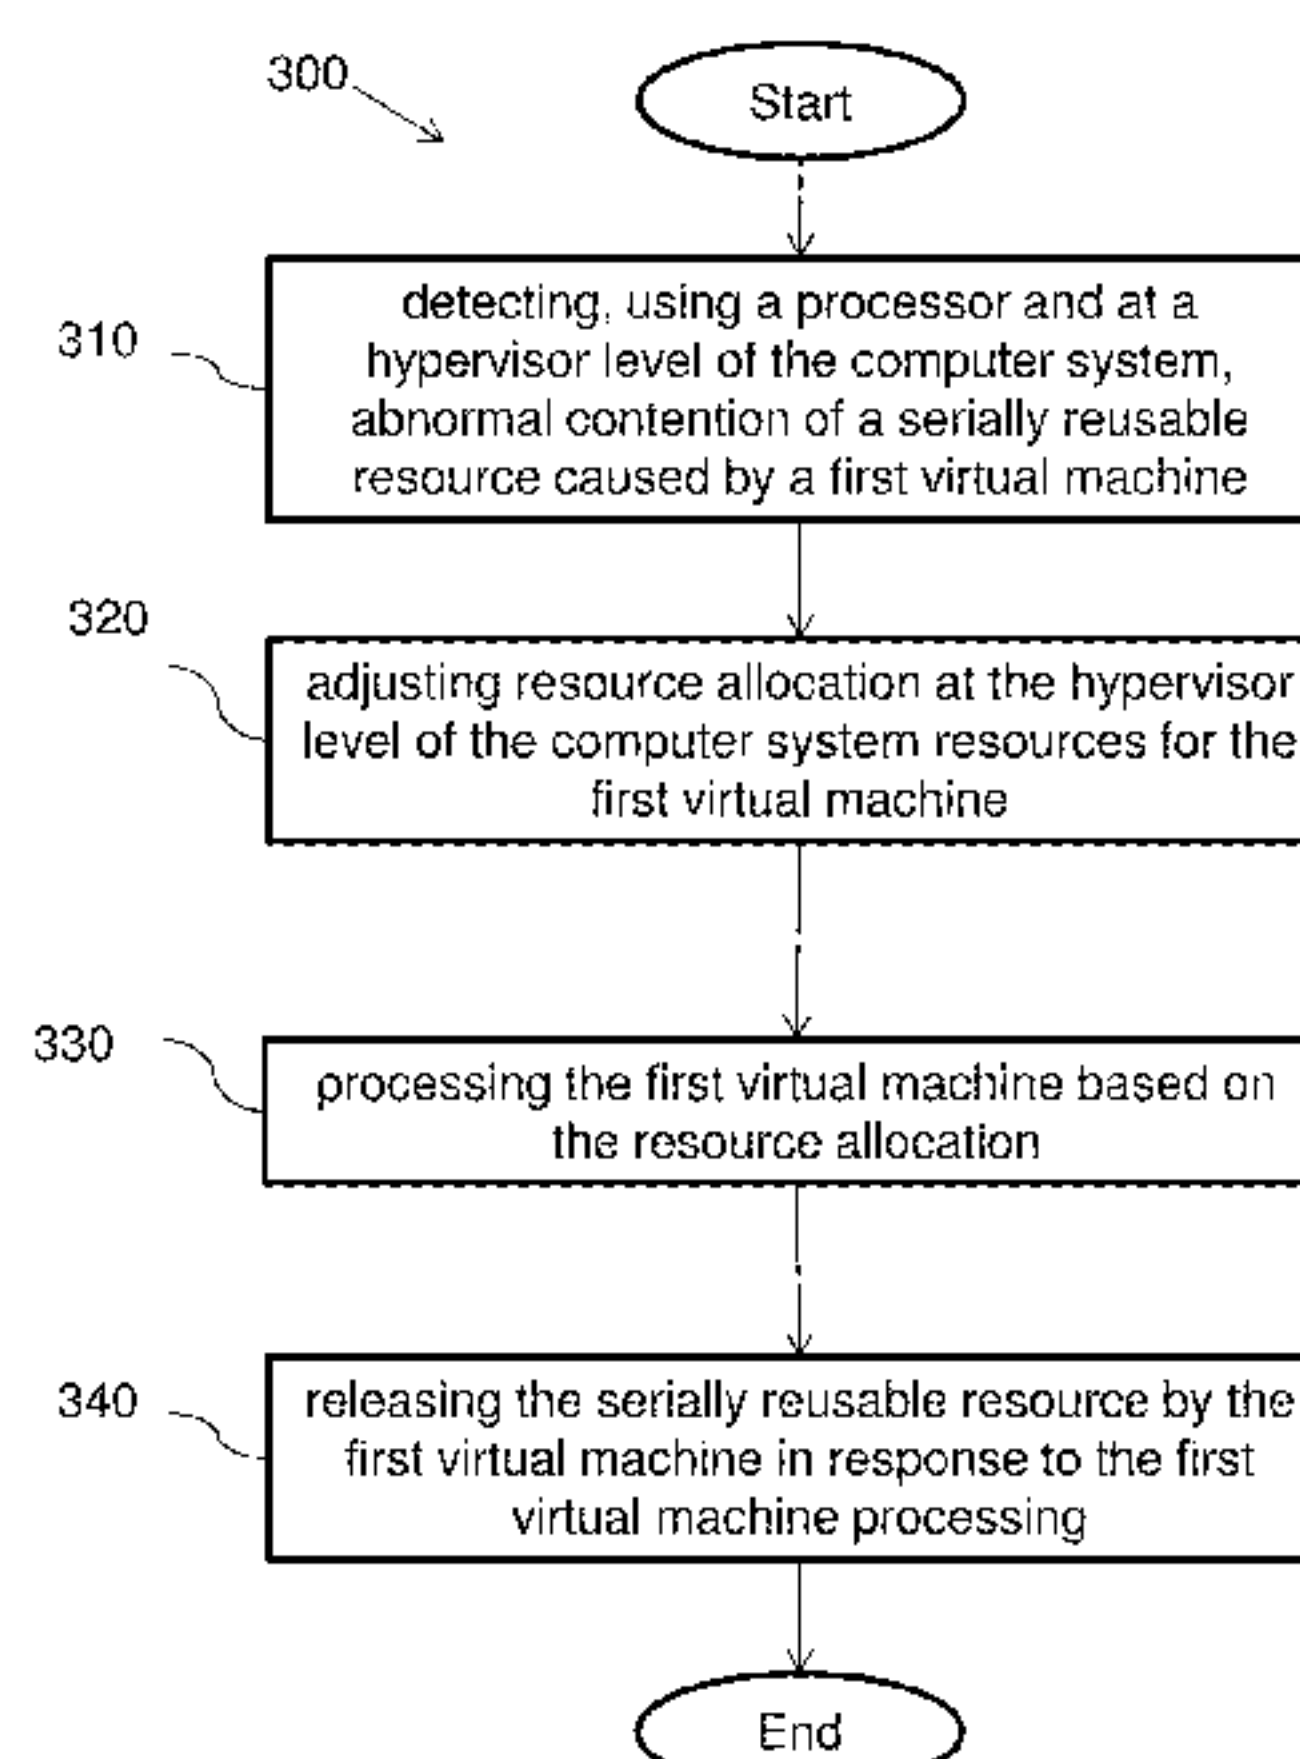 300
Start
310
detecting, using a processor and at a
hypervisor level of the computer system,
abnormal contention of a serially reusable
resource caused by a first virtual machine
320
adjusting resource allocation at the hypervisor
level of the computer system resources for the
first virtual machine
330
processing the first virtual machine based on
the resource allocation
340
releasing the serially reusable resource by the
first virtual machine in response to the first
virtual machine processing
End